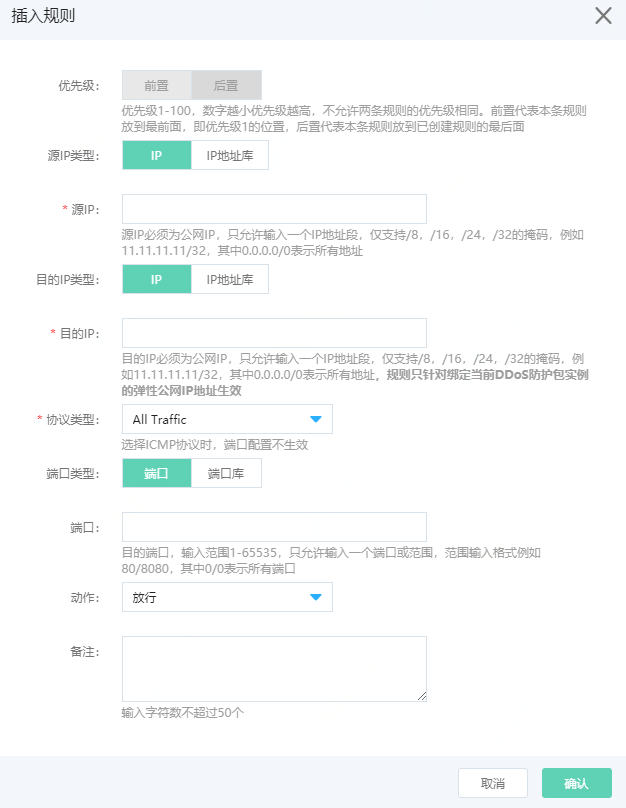 插入规则
优先级： 前置 后置
优先级1-100，数字越小优先级越高，不允许两条规则的优先级相同。前置代表本条规则
放到最前面，即优先级1的位置，后置代表本条规则放到已创建规则的最后面
源IP类型： IP IP地址库
* 源IP：
源IP必须为公网IP，只允许输入一个IP地址段，仅支持/8，/16，/24，/32的掩码，例如
11.11.11.11/32，其中0.0.0.0/0表示所有地址
目的IP类型： IP IP地址库
* 目的IP：
目的IP必须为公网IP，只允许输入一个IP地址段，仅支持/8，/16，/24，/32的掩码，例
如11.11.11.11/32，其中0.0.0.0/0表示所有地址，规则只针对绑定当前DDoS防护包实例
的弹性公网IP地址生效
* 协议类型： All Traffic
选择ICMP协议时，端口配置不生效
端口类型： 端口 端口库
端口：
目的端口，输入范围1-65535，只允许输入一个端口或范围，范围输入格式例如
80/8080，其中0/0表示所有端口
动作： 放行
备注：
输入字符数不超过50个
取消 确认